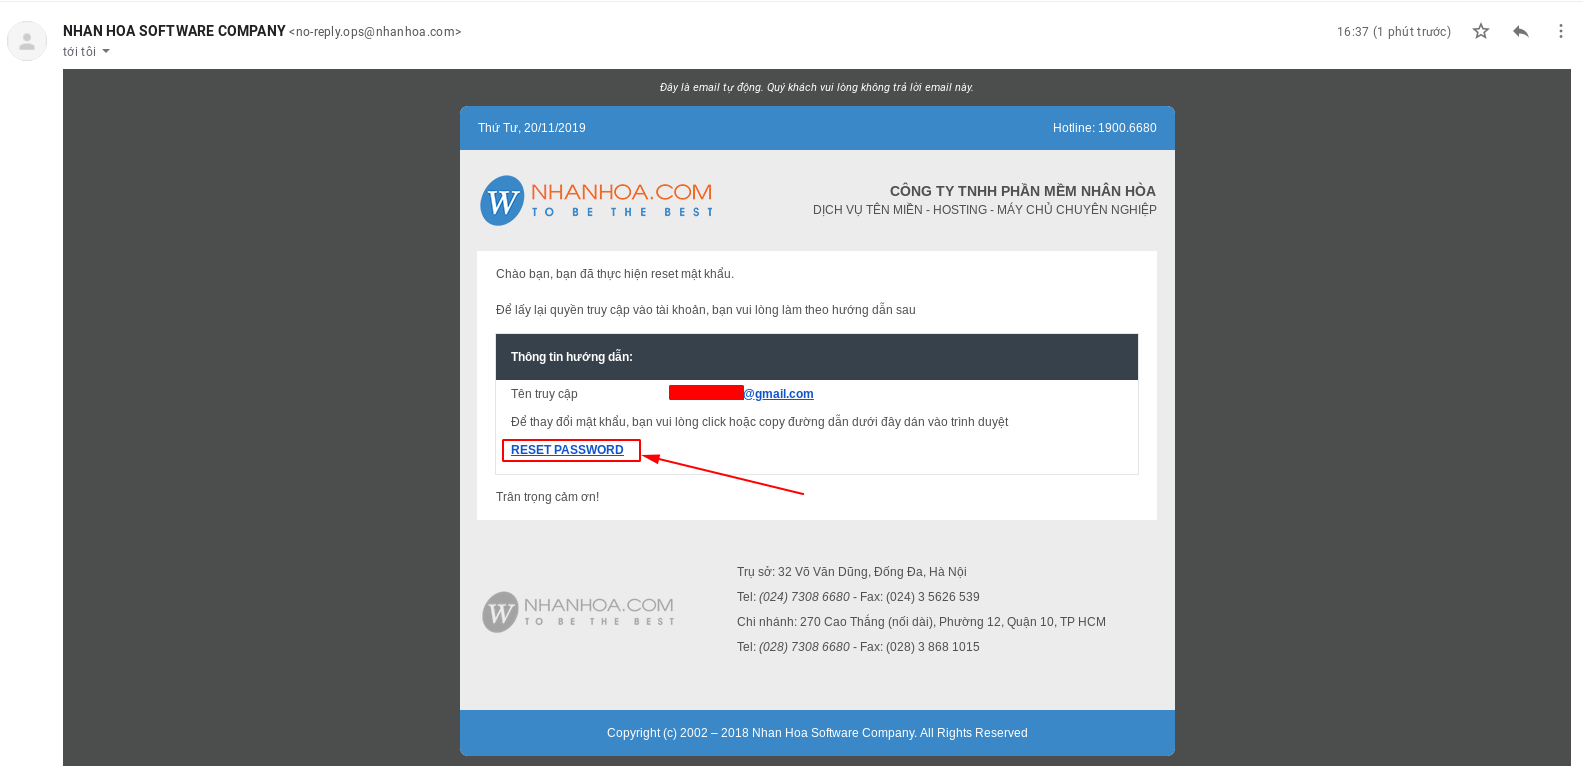 NHAN HOA SOFTWARE COMPANY <no-reply.ops@nhanhoa.com>
16:37 (1 phút trước)
tới tôi
Đây là email tự động. Quý khách vui lòng không trả lời email này.
Thứ Tư, 20/11/2019
Hotline: 1900.6680
W NHANHOA.COM
TO BE THE BEST
CÔNG TY TNHH PHẦN MỀM NHÂN HÒA
DỊCH VỤ TÊN MIỀN - HOSTING - MÁY CHỦ CHUYÊN NGHIỆP
Chào bạn, bạn đã thực hiện reset mật khẩu.
Để lấy lại quyền truy cập vào tài khoản, bạn vui lòng làm theo hướng dẫn sau
Thông tin hướng dẫn:
Tên truy cập @gmail.com
Để thay đổi mật khẩu, bạn vui lòng click hoặc copy đường dẫn dưới đây dán vào trình duyệt
RESET PASSWORD
Trân trọng cảm ơn!
W NHANHOA.COM
TO BE THE BEST
Trụ sở: 32 Võ Văn Dũng, Đống Đa, Hà Nội
Tel: (024) 7308 6680 - Fax: (024) 3 5626 539
Chi nhánh: 270 Cao Thắng (nối dài), Phường 12, Quận 10, TP HCM
Tel: (028) 7308 6680 - Fax: (028) 3 868 1015
Copyright (c) 2002 – 2018 Nhan Hoa Software Company. All Rights Reserved